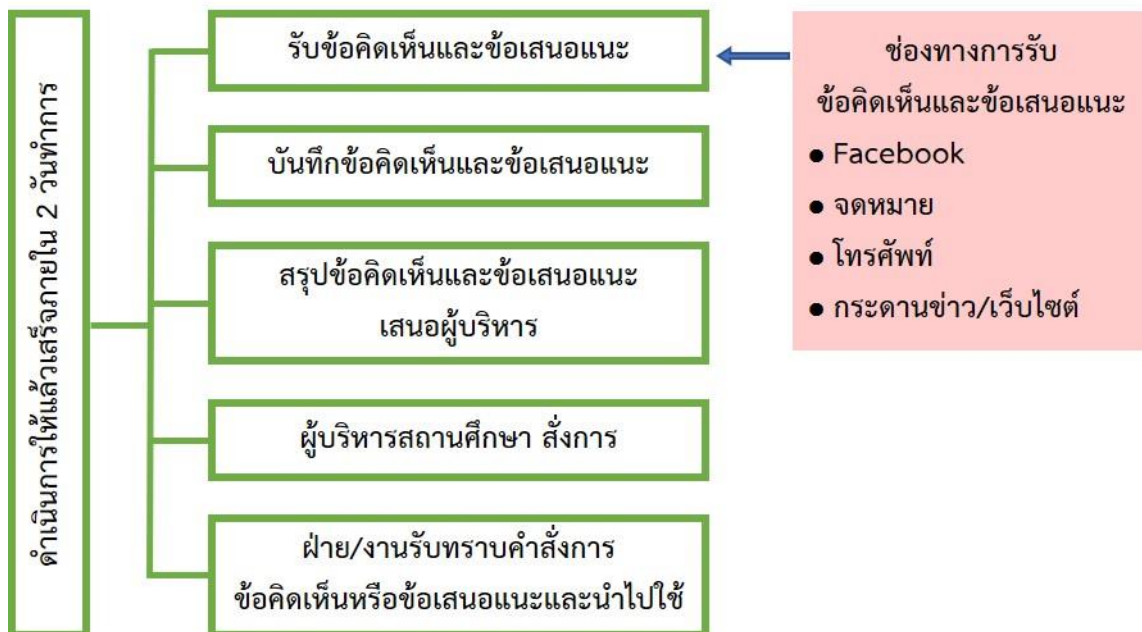 ดำเนินการให้แล้วเสร็จภายใน 2 วันทำการ
รับข้อคิดเห็นและข้อเสนอแนะ
บันทึกข้อคิดเห็นและข้อเสนอแนะ
สรุปข้อคิดเห็นและข้อเสนอแนะ
เสนอผู้บริหาร
ผู้บริหารสถานศึกษา สั่งการ
ฝ่าย/งานรับทราบคำสั่งการ
ข้อคิดเห็นหรือข้อเสนอแนะและนำไปใช้
ช่องทางการรับ
ข้อคิดเห็นและข้อเสนอแนะ
● Facebook
● จดหมาย
● โทรศัพท์
● กระดานข่าว/เว็บไซต์